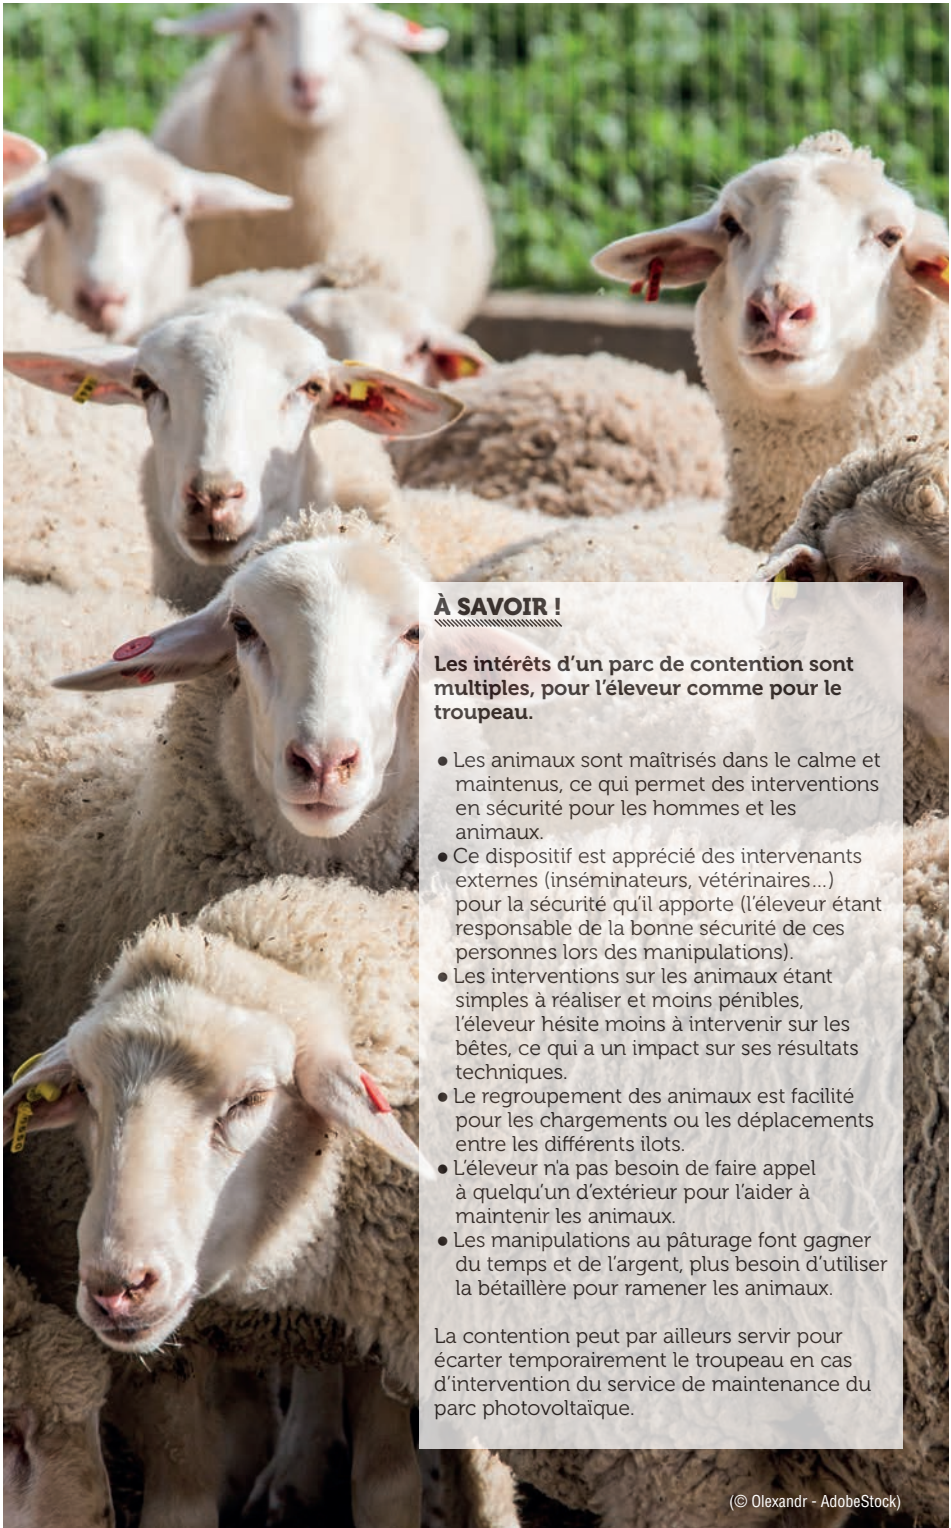 À SAVOIR !
Les intérêts d’un parc de contention sont
multiples, pour l’éleveur comme pour le
troupeau.
● Les animaux sont maîtrisés dans le calme et
maintenus, ce qui permet des interventions
en sécurité pour les hommes et les
animaux.
● Ce dispositif est apprécié des intervenants
externes (inséminateurs, vétérinaires...)
pour la sécurité qu’il apporte (l’éleveur étant
responsable de la bonne sécurité de ces
personnes lors des manipulations).
● Les interventions sur les animaux étant
simples à réaliser et moins pénibles,
l’éleveur hésite moins à intervenir sur les
bêtes, ce qui a un impact sur ses résultats
techniques.
● Le regroupement des animaux est facilité
pour les chargements ou les déplacements
entre les différents ilots.
● L’éleveur n'a pas besoin de faire appel
à quelqu’un d’extérieur pour l’aider à
maintenir les animaux.
● Les manipulations au pâturage font gagner
du temps et de l’argent, plus besoin d’utiliser
la bétaillère pour ramener les animaux.
La contention peut par ailleurs servir pour
écarter temporairement le troupeau en cas
d’intervention du service de maintenance du
parc photovoltaïque.
(© Olexandr - AdobeStock)